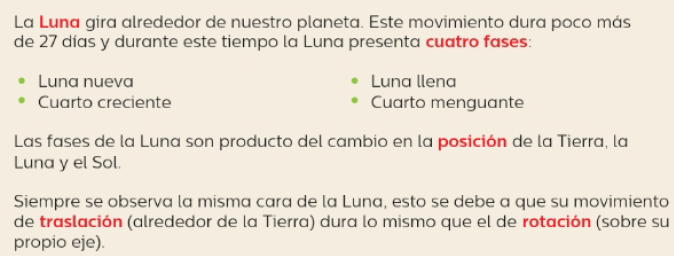 La Luna gira alrededor de nuestro planeta. Este movimiento dura poco más
de 27 días y durante este tiempo la Luna presenta cuatro fases:
• Luna nueva
• Cuarto creciente
• Luna llena
• Cuarto menguante
Las fases de la Luna son producto del cambio en la posición de la Tierra, la
Luna y el Sol.
Siempre se observa la misma cara de la Luna, esto se debe a que su movimiento
de traslación (alrededor de la Tierra) dura lo mismo que el de rotación (sobre su
propio eje).